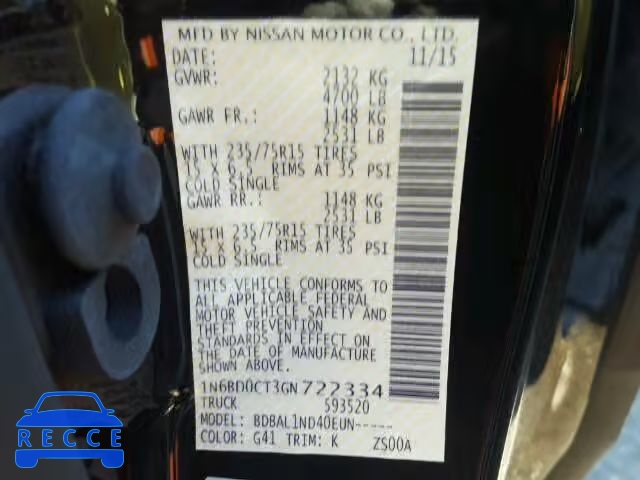 MFD BY NISSAN MOTOR CO., LTD.
DATE: 11/15
GVWR: 2132 KG
4700 LB
GAWR FR.: 1148 KG
2531 LB
WITH 235/75R15 TIRES
15 X 6.5 RIMS AT 35 PSI
COLD SINGLE
GAWR RR.: 1148 KG
2531 LB
WITH 235/75R15 TIRES
15 X 6.5 RIMS AT 35 PSI
COLD SINGLE
THIS VEHICLE CONFORMS TO
ALL APPLICABLE FEDERAL
MOTOR VEHICLE SAFETY AND
THEFT PREVENTION
STANDARDS IN EFFECT ON
THE DATE OF MANUFACTURE
SHOWN ABOVE.
1N6BD0CT3GN722334
TRUCK 593520
MODEL: BDBAL1ND40EUN-----
COLOR: G41 TRIM: K ZS00A
RECCE